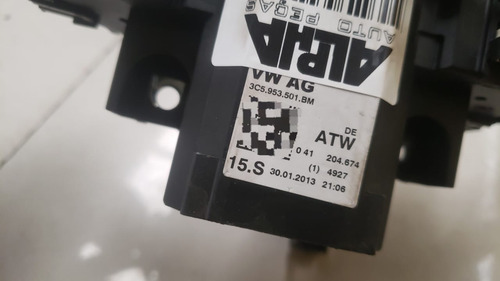 ALPHA
AUTO PEÇAS
VW AG
3C5.953.501.BM
DE
ATW
0 41 204.674
(1) 4927
15.S 30.01.2013 21:06